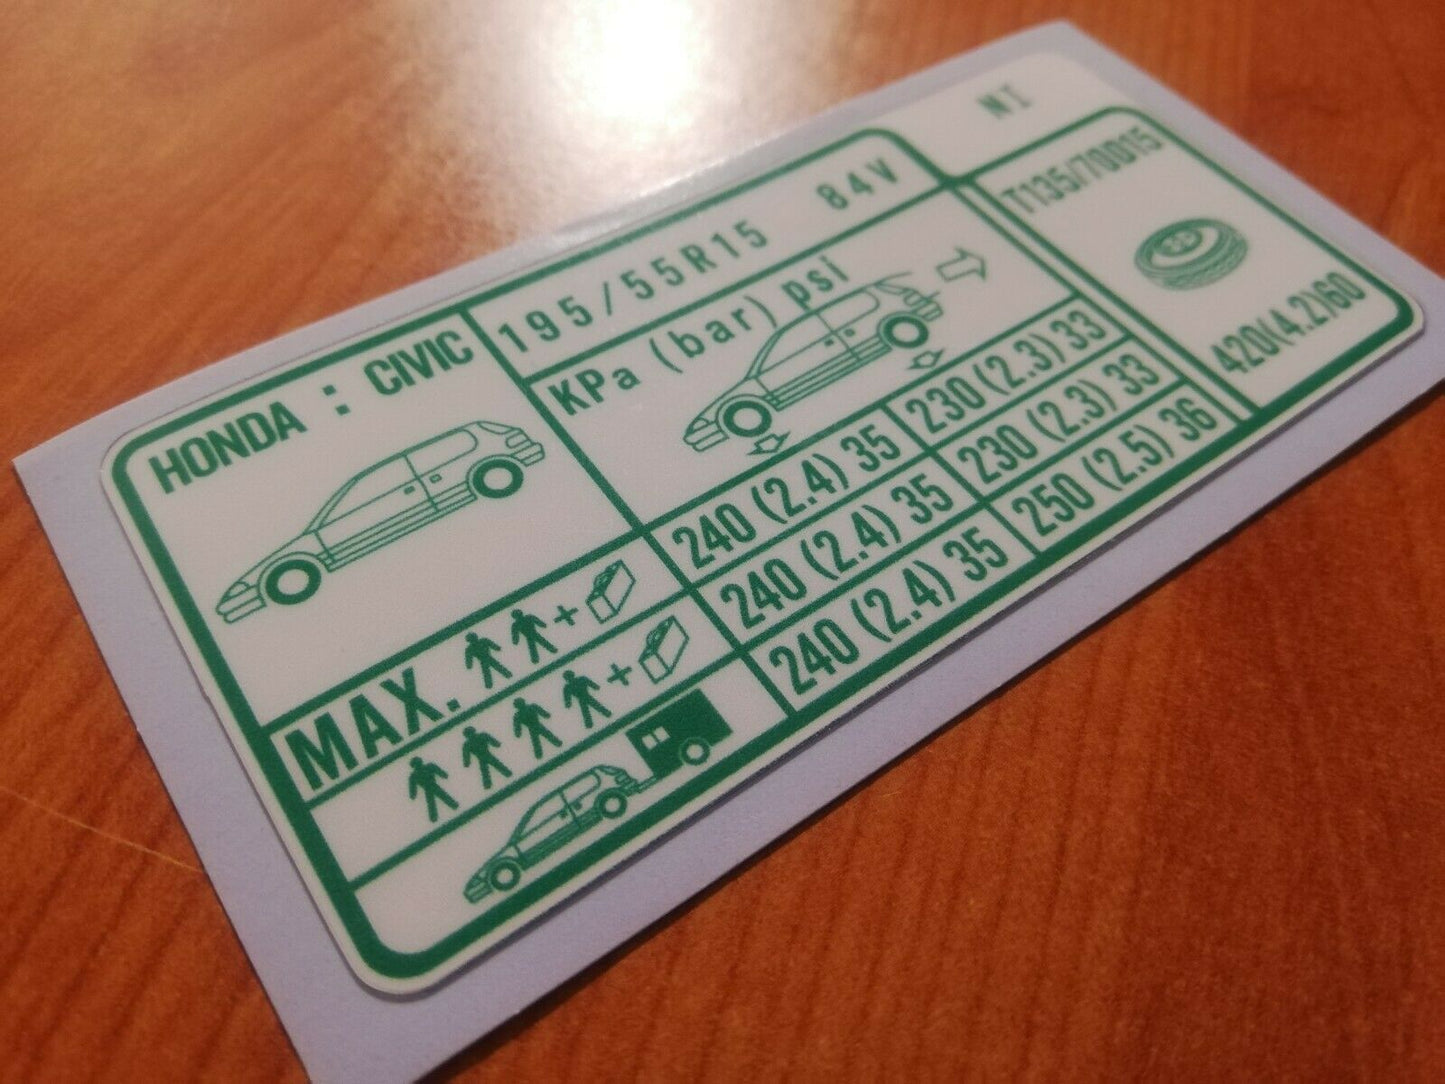 NI
HONDA : CIVIC
195/55R15 84V
T135/70D15
KPa (bar) psi
420(4.2)60
MAX. +
240 (2.4) 35 230 (2.3) 33
+
240 (2.4) 35 230 (2.3) 33
240 (2.4) 35 250 (2.5) 36